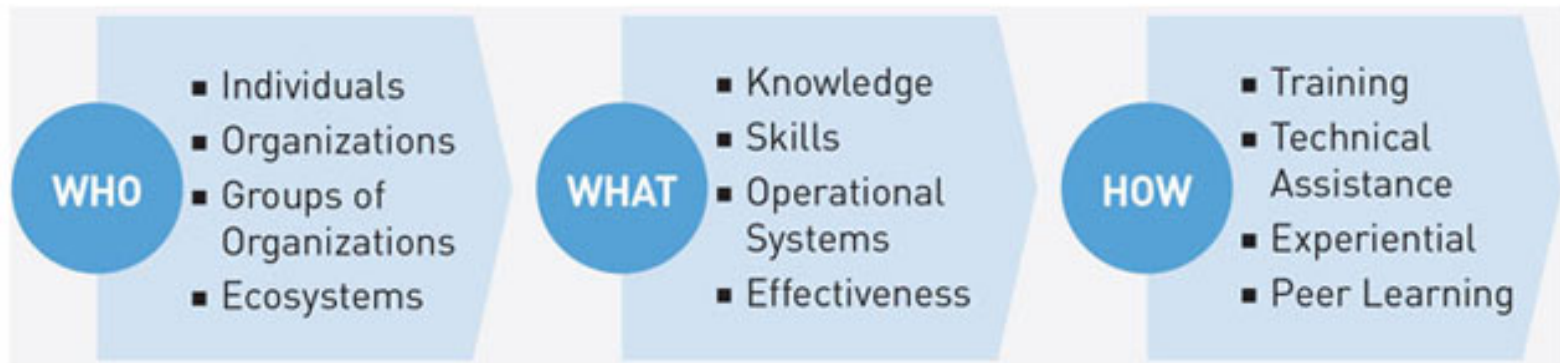 WHO
▪ Individuals
▪ Organizations
▪ Groups of
Organizations
▪ Ecosystems
WHAT
▪ Knowledge
▪ Skills
▪ Operational
Systems
▪ Effectiveness
HOW
▪ Training
▪ Technical
Assistance
▪ Experiential
▪ Peer Learning